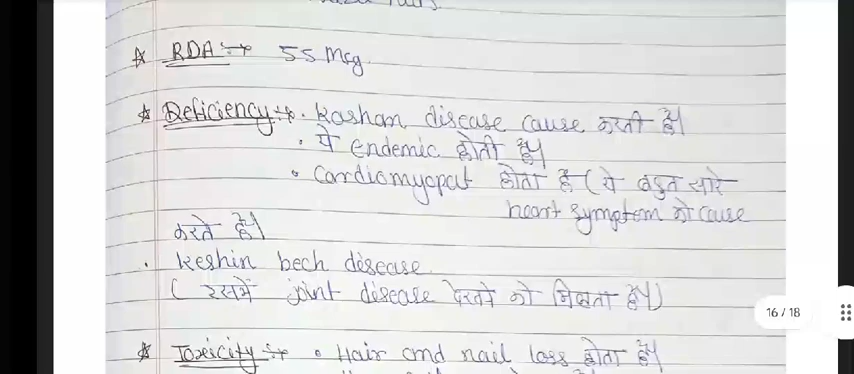 ☆ RDA → 55 Mcg
☆ Deficiency → • Kashan disease cause करती है।
• ये endemic होती है।
• Cardiomyopat होता है (ये बहुत सारे
heart symptom को cause
करते है।
• Keshin bech disease
( इसमें joint disease देखने को मिलता है।)
16 / 18
☆ Toxicity → • Hair and nail loss होता है।